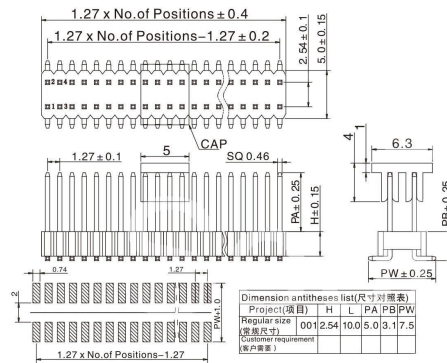 1.27 x No.of Positions ± 0.4
1.27 x No.of Positions-1.27±0.2
2.54±0.1
5.0±0.15
2 4
1 3
CAP
1.27±0.1
5
SQ 0.46
PA±0.25
H±0.15
4
1
6.3
PB±0.25
PW±0.25
0.74
1.27
2
PW+1.0
1.27 x No.of Positions-1.27
Dimension antitheses list(尺寸对照表)
Project(项目) H L PA PB PW
Regular size (常规尺寸) 001 2.54 10.0 5.0 3.1 7.5
Customer requirement
(客户需要)